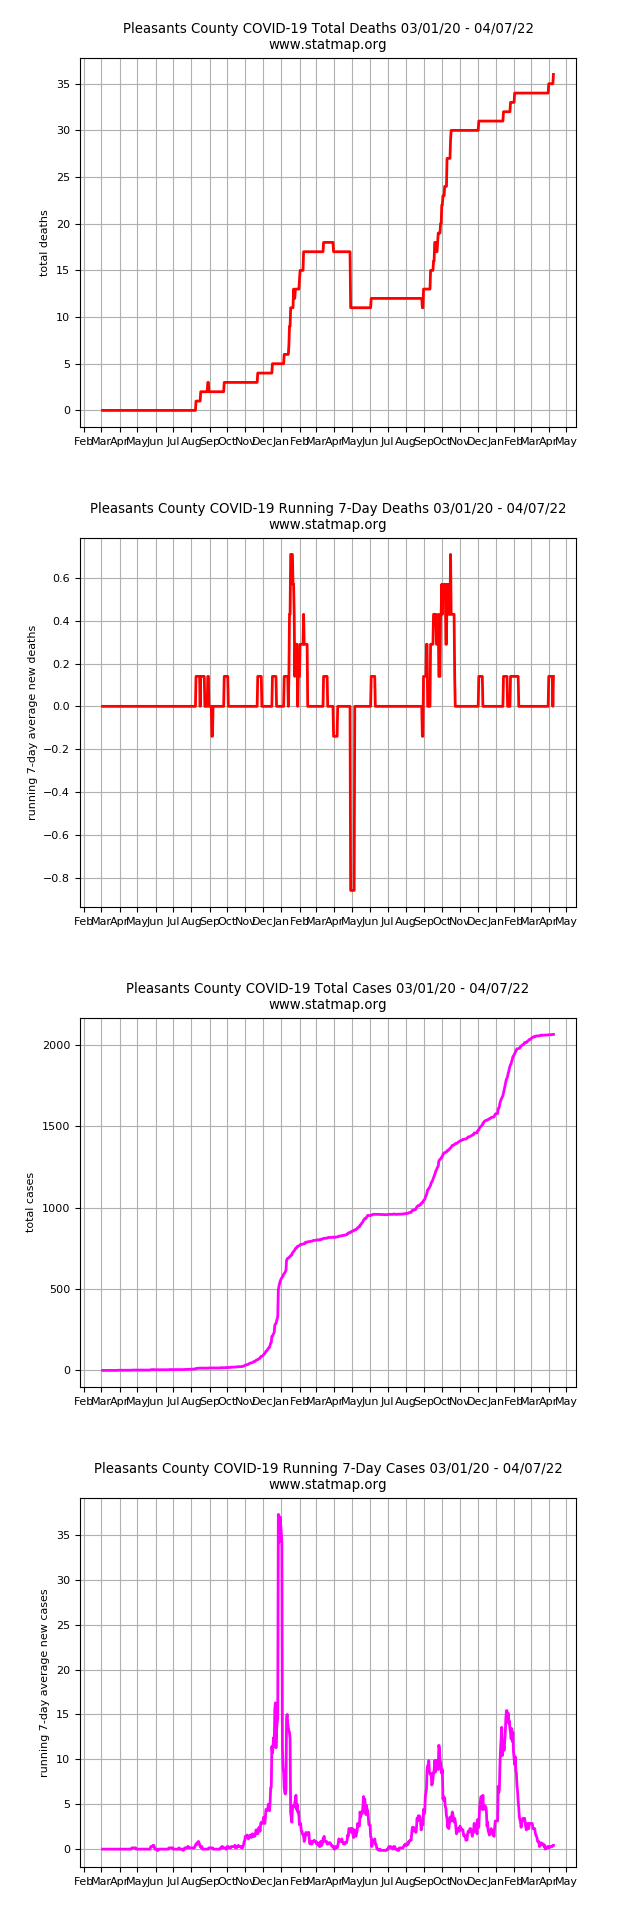 Pleasants County COVID-19 Total Deaths 03/01/20 - 04/07/22
www.statmap.org
35
30
25
20
15
10
5
0
total deaths
Feb Mar Apr May Jun Jul Aug Sep Oct Nov Dec Jan Feb Mar Apr May Jun Jul Aug Sep Oct Nov Dec Jan Feb Mar Apr May
Pleasants County COVID-19 Running 7-Day Deaths 03/01/20 - 04/07/22
www.statmap.org
0.6
0.4
0.2
0.0
−0.2
−0.4
−0.6
−0.8
running 7-day average new deaths
Feb Mar Apr May Jun Jul Aug Sep Oct Nov Dec Jan Feb Mar Apr May Jun Jul Aug Sep Oct Nov Dec Jan Feb Mar Apr May
Pleasants County COVID-19 Total Cases 03/01/20 - 04/07/22
www.statmap.org
2000
1500
1000
500
0
total cases
Feb Mar Apr May Jun Jul Aug Sep Oct Nov Dec Jan Feb Mar Apr May Jun Jul Aug Sep Oct Nov Dec Jan Feb Mar Apr May
Pleasants County COVID-19 Running 7-Day Cases 03/01/20 - 04/07/22
www.statmap.org
35
30
25
20
15
10
5
0
running 7-day average new cases
Feb Mar Apr May Jun Jul Aug Sep Oct Nov Dec Jan Feb Mar Apr May Jun Jul Aug Sep Oct Nov Dec Jan Feb Mar Apr May